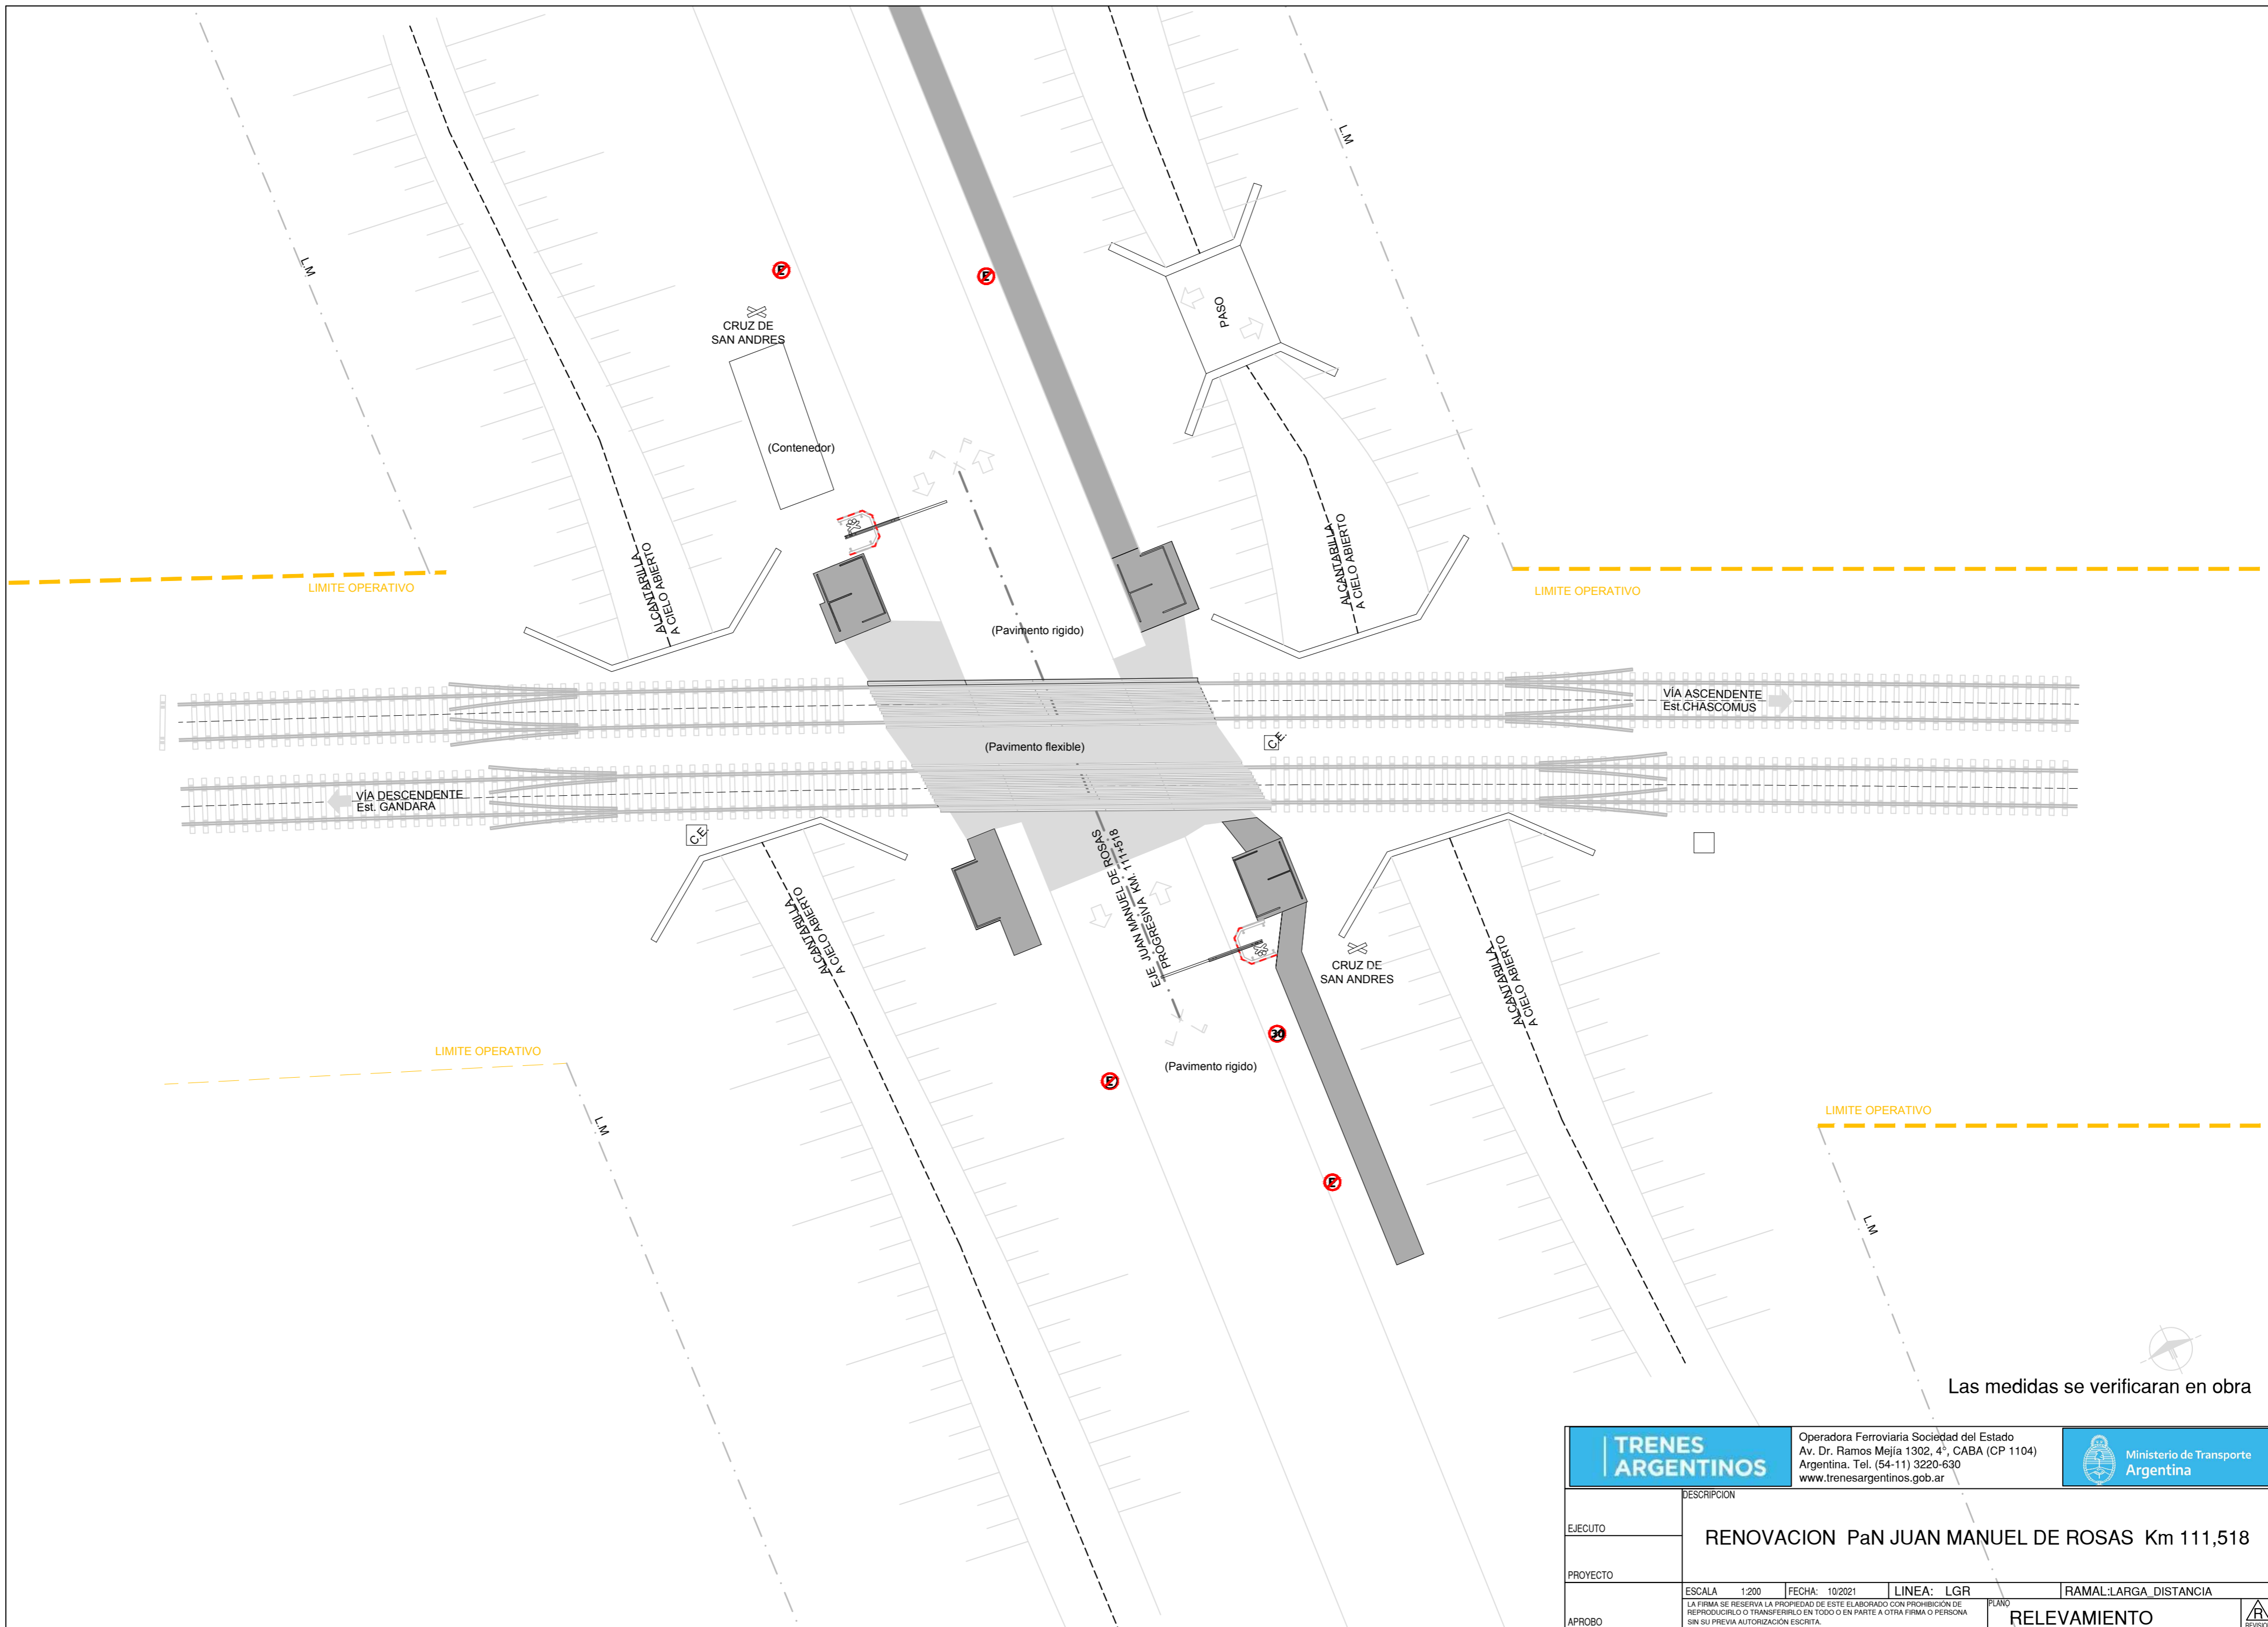 L.M
L.M
E
E
CRUZ DE
SAN ANDRES
PASO
(Contenedor)
ALCANTARILLA
A CIELO ABIERTO
ALCANTARILLA
A CIELO ABIERTO
LIMITE OPERATIVO
LIMITE OPERATIVO
(Pavimento rigido)
VÍA ASCENDENTE
Est.CHASCOMUS
(Pavimento flexible)
C.E.
VÍA DESCENDENTE
Est. GANDARA
C.E.
EJE JUAN MANUEL DE ROSAS
PROGRESIVA KM. 111+518
ALCANTARILLA
A CIELO ABIERTO
ALCANTARILLA
A CIELO ABIERTO
CRUZ DE
SAN ANDRES
30
LIMITE OPERATIVO
(Pavimento rigido)
E
LIMITE OPERATIVO
L.M
E
L.M
Las medidas se verificaran en obra
TRENES
ARGENTINOS
Operadora Ferroviaria Sociedad del Estado
Av. Dr. Ramos Mejía 1302, 4°, CABA (CP 1104)
Argentina. Tel. (54-11) 3220-630
www.trenesargentinos.gob.ar
Ministerio de Transporte
Argentina
DESCRIPCION
EJECUTO
RENOVACION PaN JUAN MANUEL DE ROSAS Km 111,518
PROYECTO
ESCALA 1:200 FECHA: 10/2021 LINEA: LGR RAMAL:LARGA_DISTANCIA
LA FIRMA SE RESERVA LA PROPIEDAD DE ESTE ELABORADO CON PROHIBICIÓN DE
REPRODUCIRLO O TRANSFERIRLO EN TODO O EN PARTE A OTRA FIRMA O PERSONA
SIN SU PREVIA AUTORIZACIÓN ESCRITA.
PLANO
RELEVAMIENTO
R
APROBO